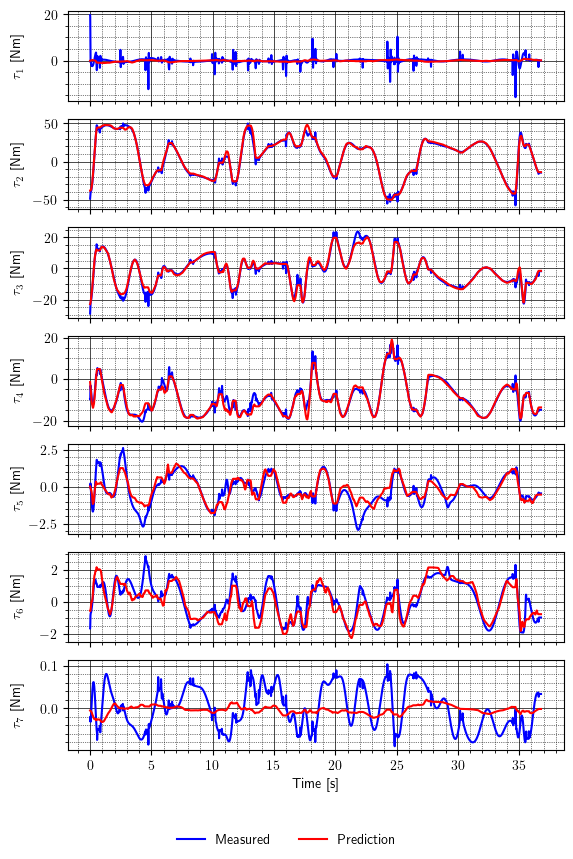 20
0
τ1 [Nm]
50
0
−50
τ2 [Nm]
20
0
−20
τ3 [Nm]
20
0
−20
τ4 [Nm]
2.5
0.0
−2.5
τ5 [Nm]
2
0
−2
τ6 [Nm]
0.1
0.0
τ7 [Nm]
0 5 10 15 20 25 30 35
Time [s]
Measured Prediction